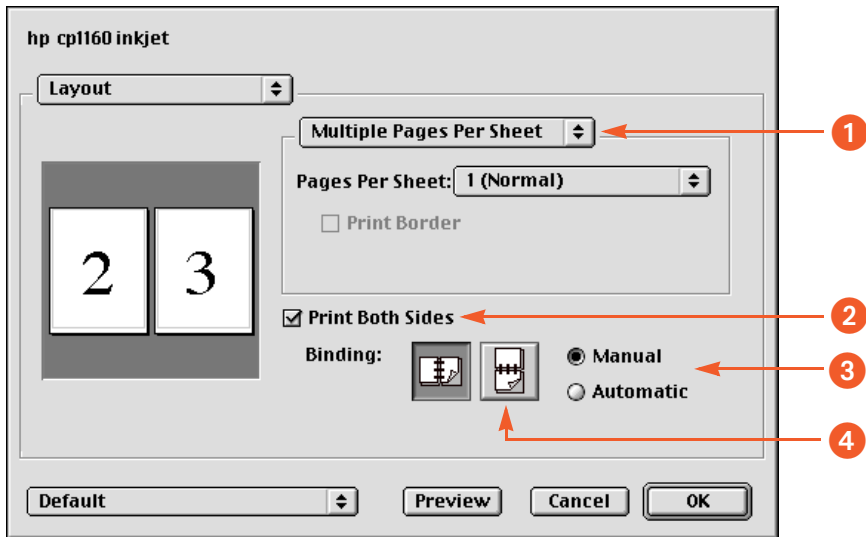 hp cp1160 inkjet
Layout
Multiple Pages Per Sheet
1
Pages Per Sheet: 1 (Normal)
Print Border
2 3
Print Both Sides
2
Binding:
Manual
3
Automatic
4
Default
Preview
Cancel
OK